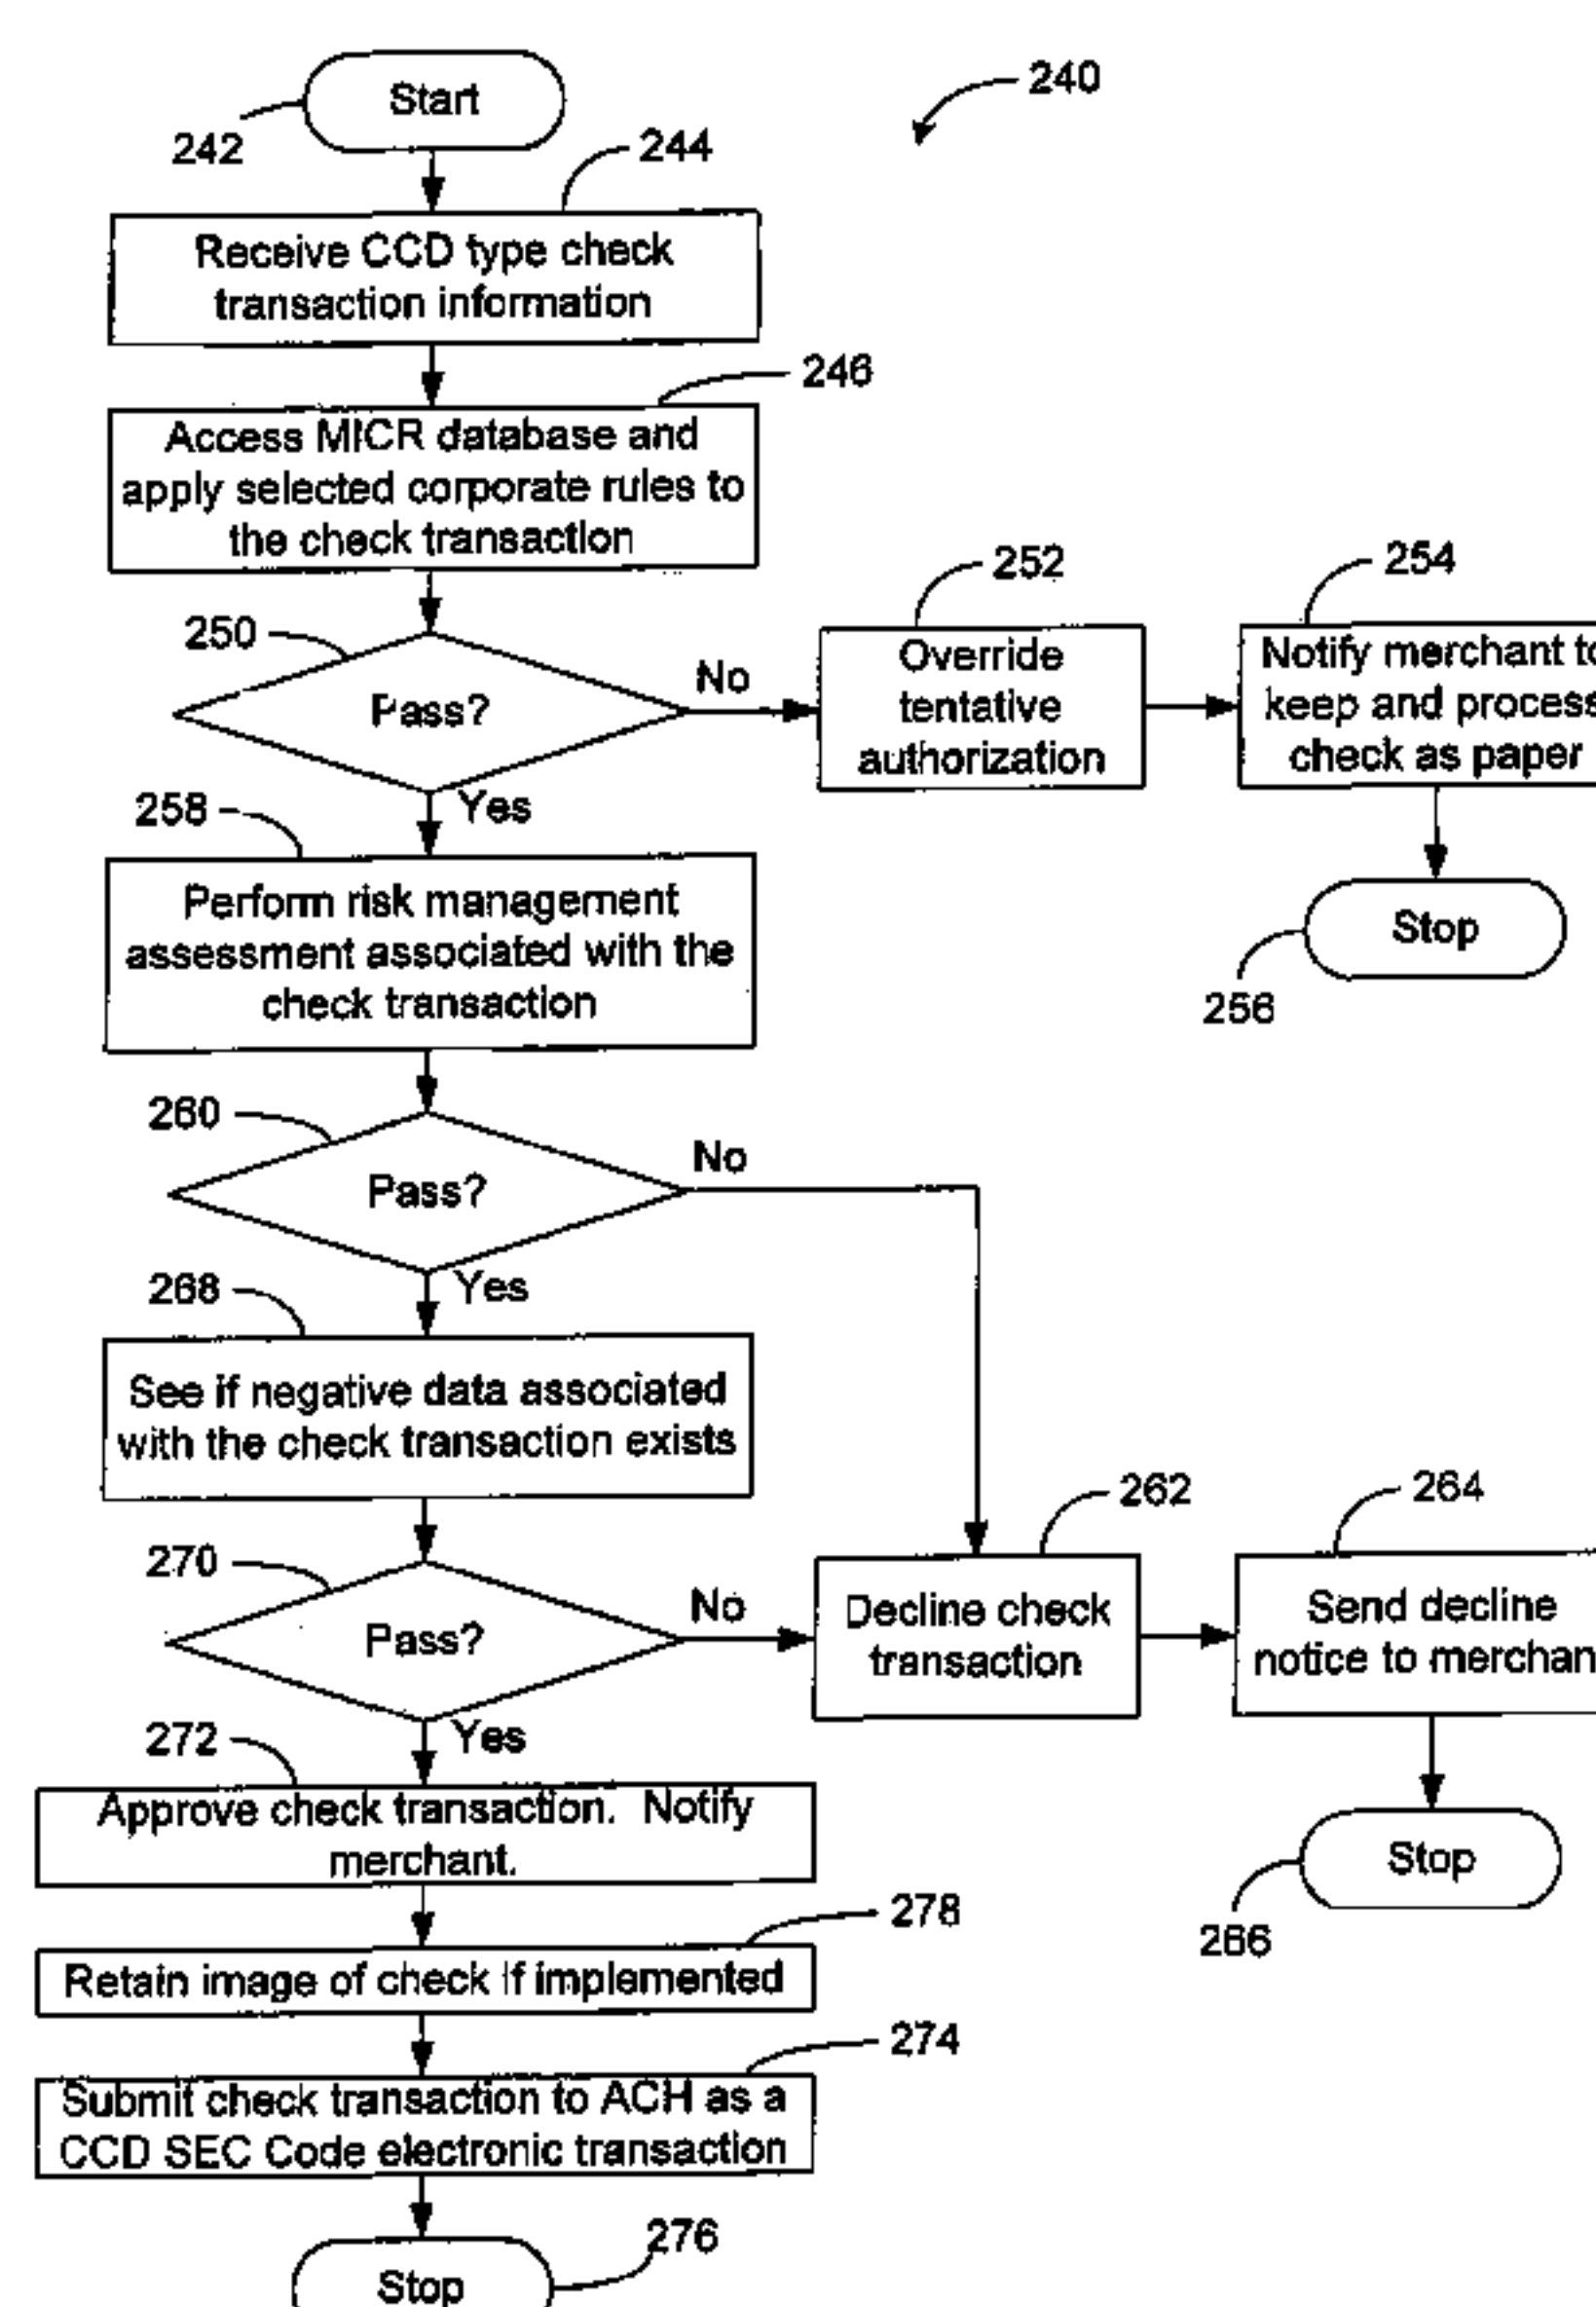 Start
240
242
244
Receive CCD type check
transaction information
246
Access MICR database and
apply selected corporate rules to
the check transaction
250
Pass?
No
252
Override
tentative
authorization
254
Notify merchant to
keep and process
check as paper
Yes
Stop
256
258
Perform risk management
assessment associated with the
check transaction
260
Pass?
No
Yes
268
See if negative data associated
with the check transaction exists
270
Pass?
No
262
Decline check
transaction
264
Send decline
notice to merchan
Yes
Stop
266
272
Approve check transaction. Notify
merchant.
278
Retain image of check if implemented
274
Submit check transaction to ACH as a
CCD SEC Code electronic transaction
276
Stop